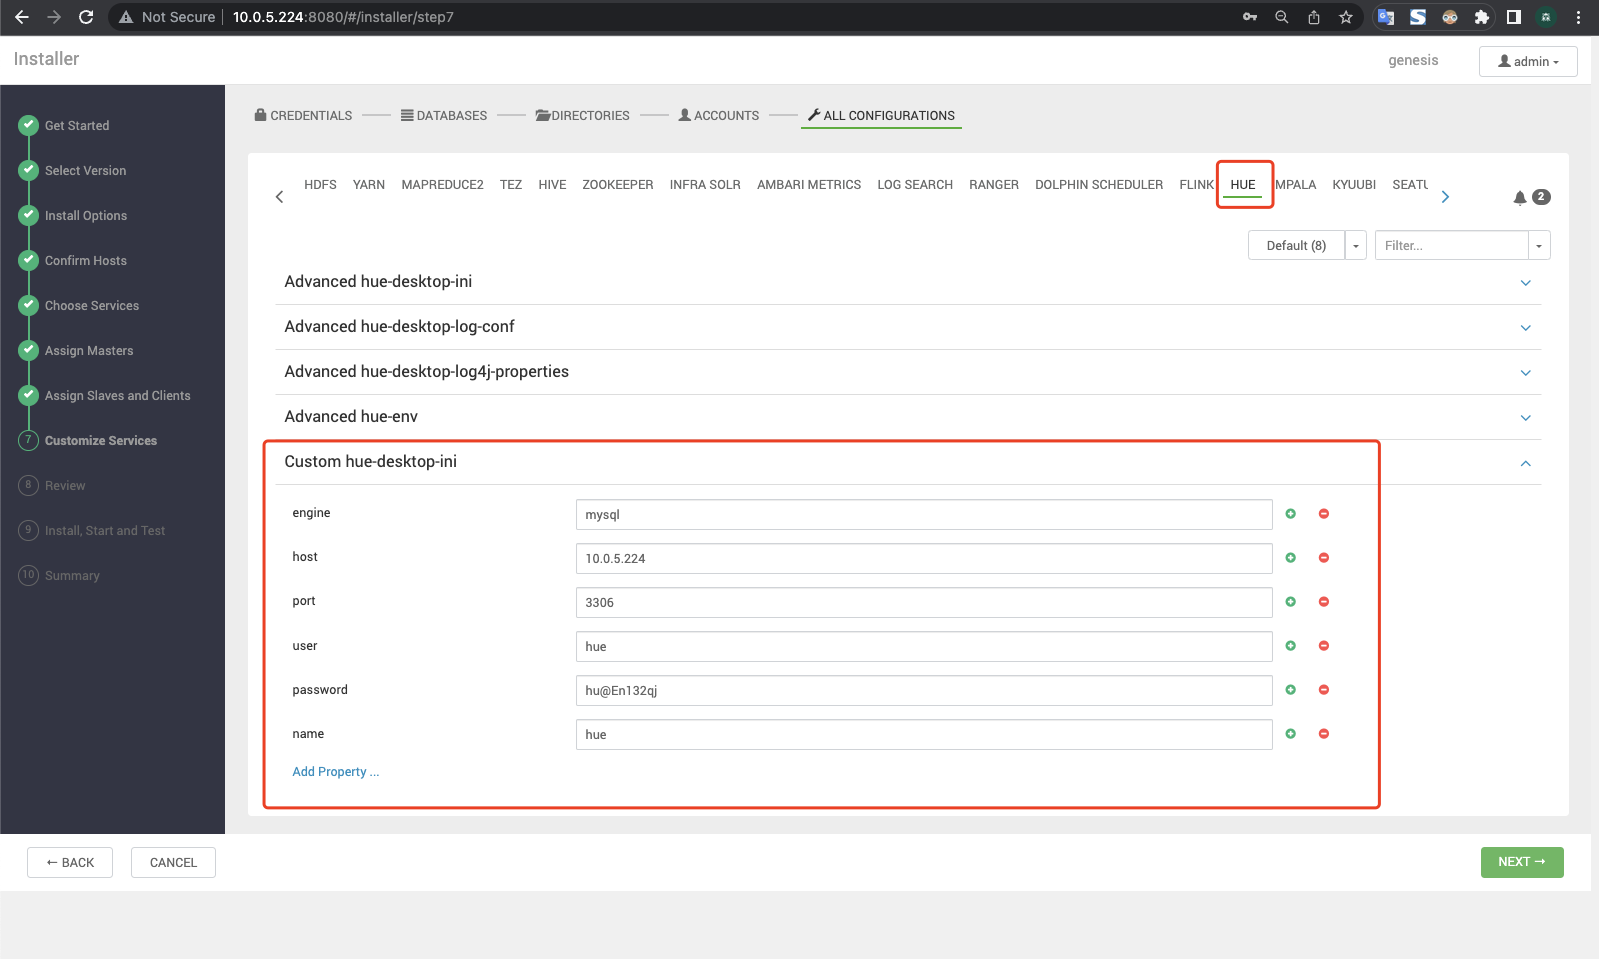 Not Secure | 10.0.5.224:8080/#/installer/step7
Installer
genesis
admin
Get Started
Select Version
Install Options
Confirm Hosts
Choose Services
Assign Masters
Assign Slaves and Clients
7 Customize Services
8 Review
9 Install, Start and Test
10 Summary
CREDENTIALS DATABASES DIRECTORIES ACCOUNTS ALL CONFIGURATIONS
HDFS YARN MAPREDUCE2 TEZ HIVE ZOOKEEPER INFRA SOLR AMBARI METRICS LOG SEARCH RANGER DOLPHIN SCHEDULER FLINK HUE MPALA KYUUBI SEATU
2
Default (8)
Filter...
Advanced hue-desktop-ini
Advanced hue-desktop-log-conf
Advanced hue-desktop-log4j-properties
Advanced hue-env
Custom hue-desktop-ini
engine mysql
host 10.0.5.224
port 3306
user hue
password hu@En132qj
name hue
Add Property ...
← BACK
CANCEL
NEXT →